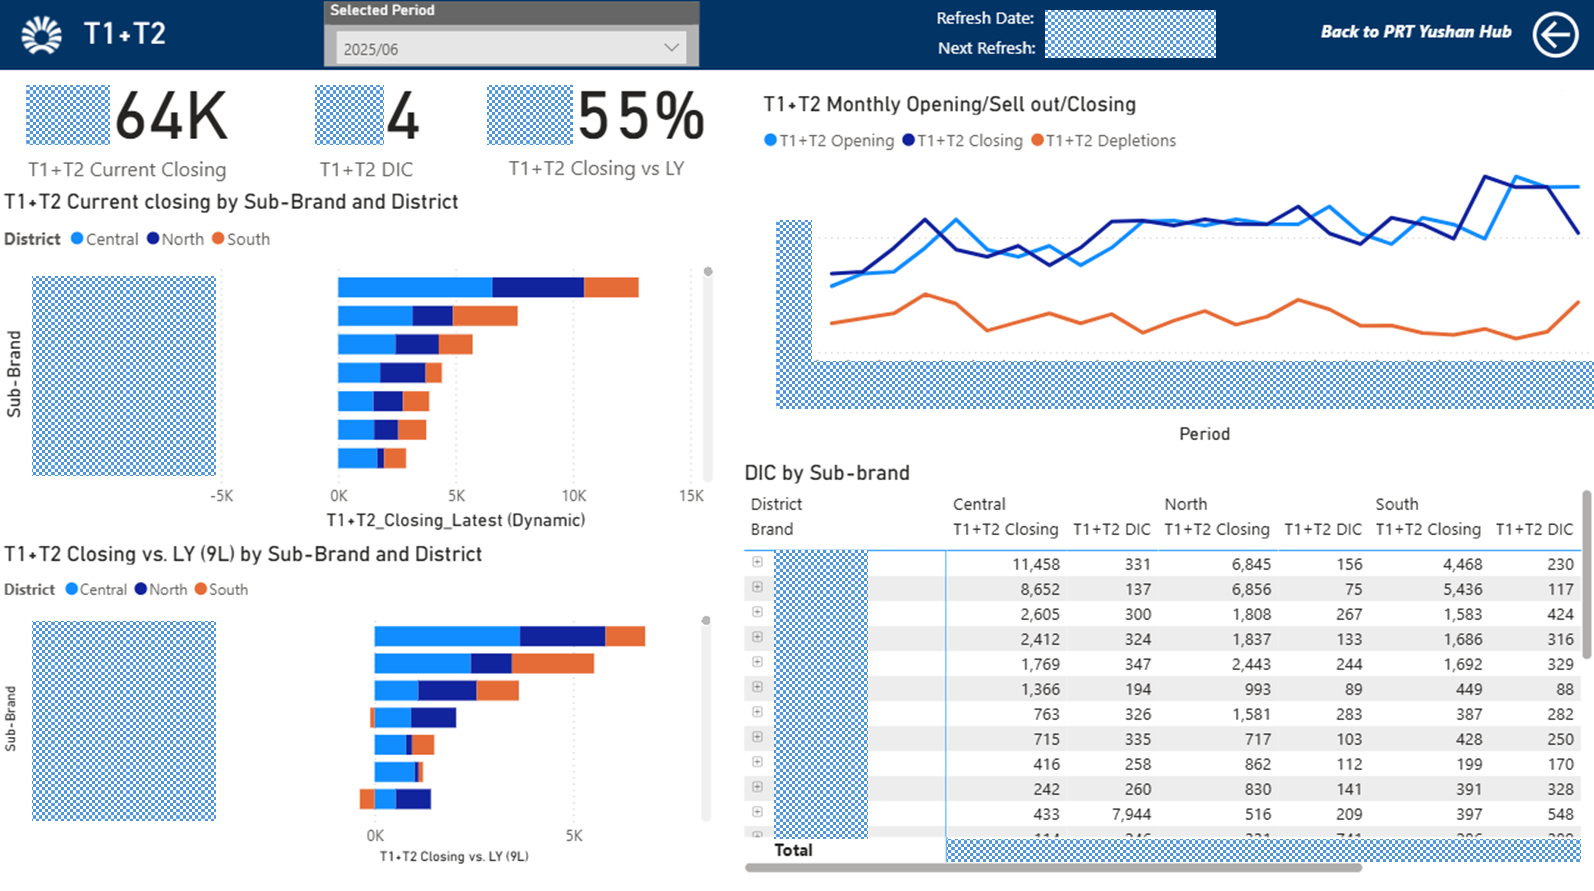 T1+T2
Selected Period
2025/06
Refresh Date:
Next Refresh:
Back to PRT Yushan Hub
64K
T1+T2 Current Closing
4
T1+T2 DIC
55%
T1+T2 Closing vs LY
T1+T2 Current closing by Sub-Brand and District
District Central North South
Sub-Brand
-5K 0K 5K 10K 15K
T1+T2_Closing_Latest (Dynamic)
T1+T2 Closing vs. LY (9L) by Sub-Brand and District
District Central North South
Sub-Brand
0K 5K
T1+T2 Closing vs. LY (9L)
T1+T2 Monthly Opening/Sell out/Closing
T1+T2 Opening T1+T2 Closing T1+T2 Depletions
Period
DIC by Sub-brand
District Central North South
Brand T1+T2 Closing T1+T2 DIC T1+T2 Closing T1+T2 DIC T1+T2 Closing T1+T2 DIC
11,458 331 6,845 156 4,468 230
8,652 137 6,856 75 5,436 117
2,605 300 1,808 267 1,583 424
2,412 324 1,837 133 1,686 316
1,769 347 2,443 244 1,692 329
1,366 194 993 89 449 88
763 326 1,581 283 387 282
715 335 717 103 428 250
416 258 862 112 199 170
242 260 830 141 391 328
433 7,944 516 209 397 548
Total